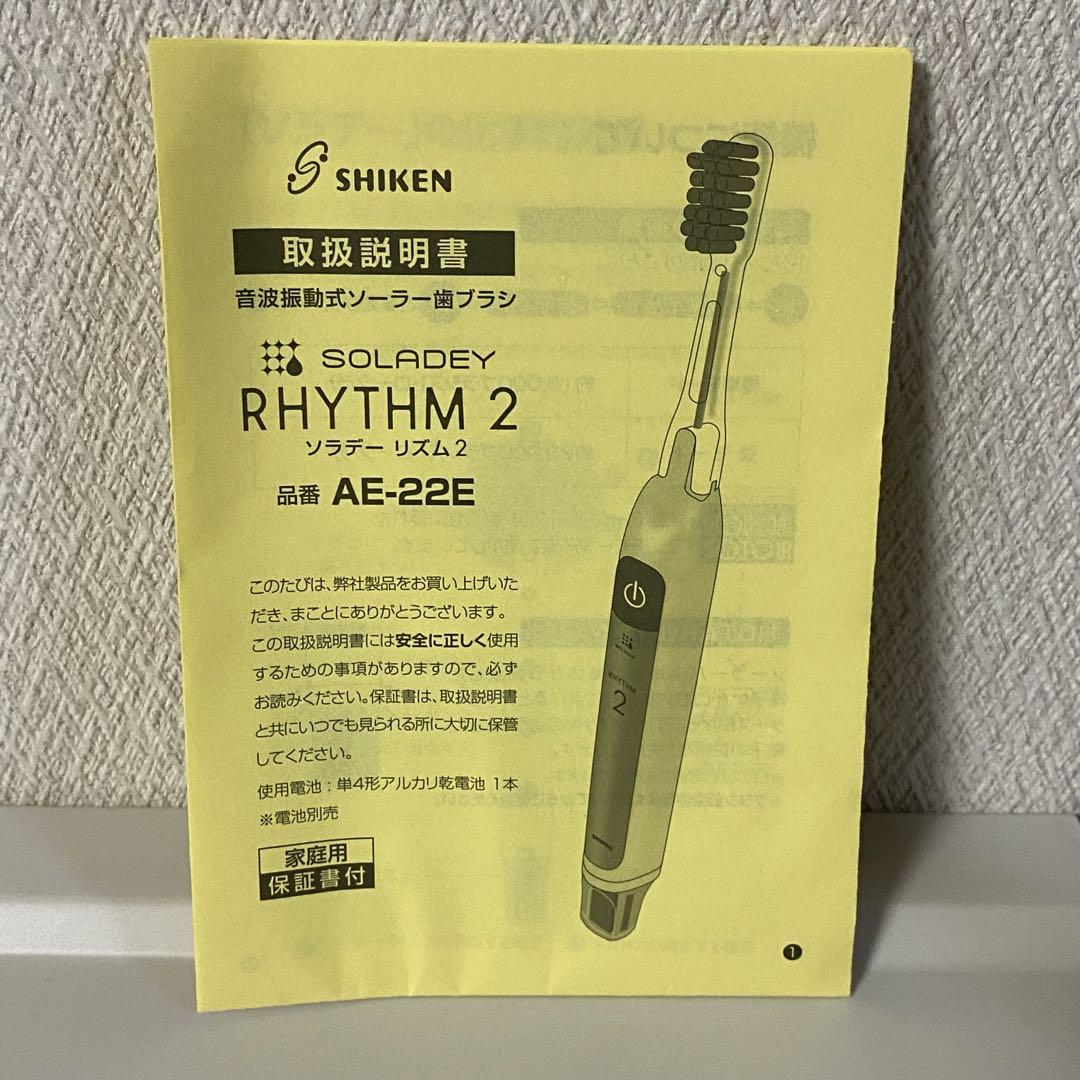 SHIKEN
取扱説明書
音波振動式ソーラー歯ブラシ
SOLADEY
RHYTHM 2
ソラデー リズム2
品番 AE-22E
このたびは、弊社製品をお買い上げいた
だき、まことにありがとうございます。
この取扱説明書には安全に正しく使用
するための事項がありますので、必ず
お読みください。保証書は、取扱説明書
と共にいつでも見られる所に大切に保管
してください。
使用電池：単4形アルカリ乾電池 1本
※電池別売
家庭用
保証書付
RHYTHM
2
1